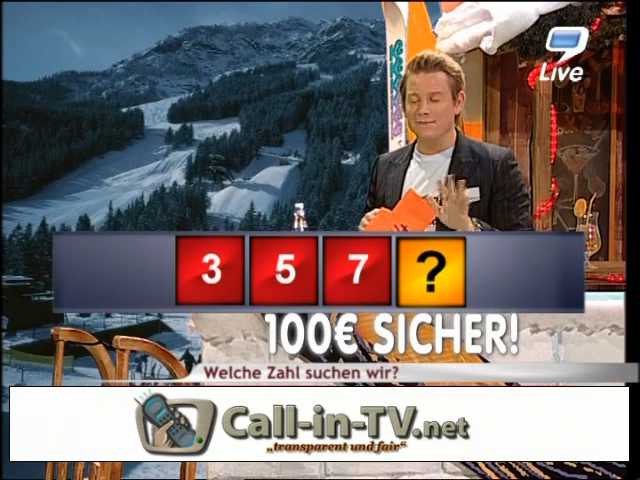 Live
3 5 7 ?
100€ SICHER!
Welche Zahl suchen wir?
Call-in-TV.net
„transparent und fair“